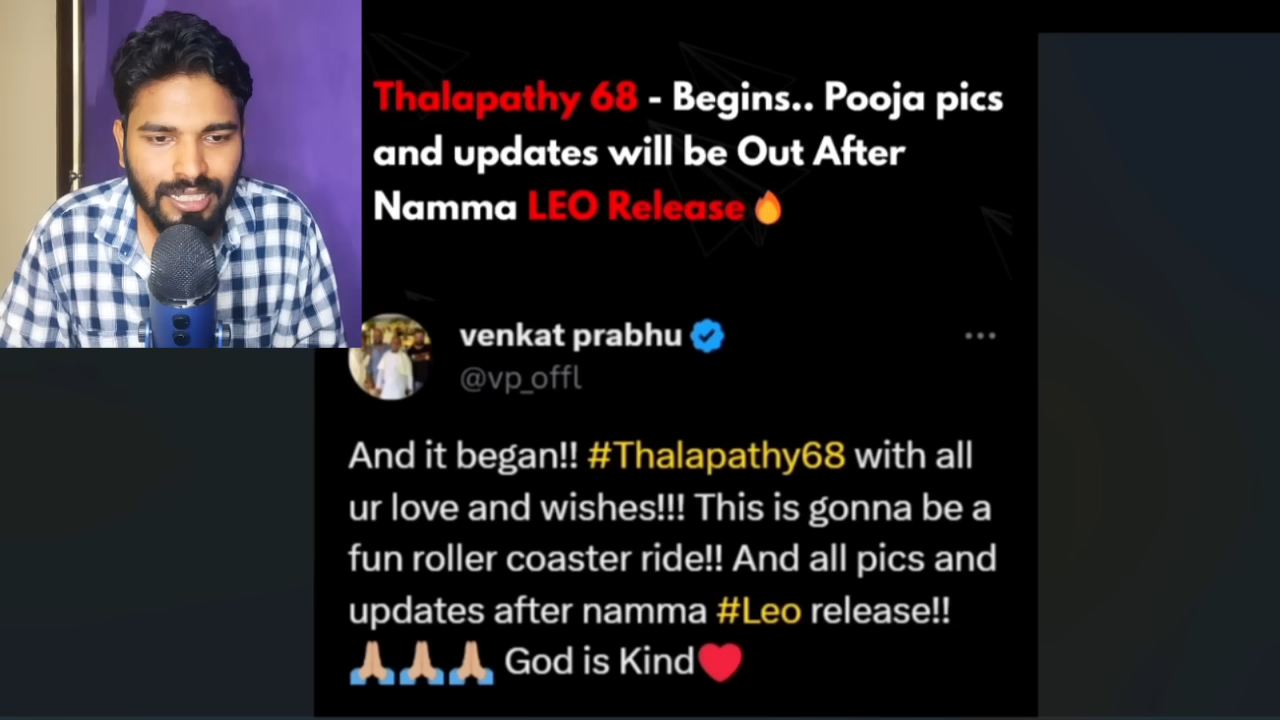 Thalapathy 68 - Begins.. Pooja pics
and updates will be Out After
Namma LEO Release🔥
venkat prabhu
@vp_offl
And it began!! #Thalapathy68 with all
ur love and wishes!!! This is gonna be a
fun roller coaster ride!! And all pics and
updates after namma #Leo release!!
🙏🏼🙏🏼🙏🏼 God is Kind❤️